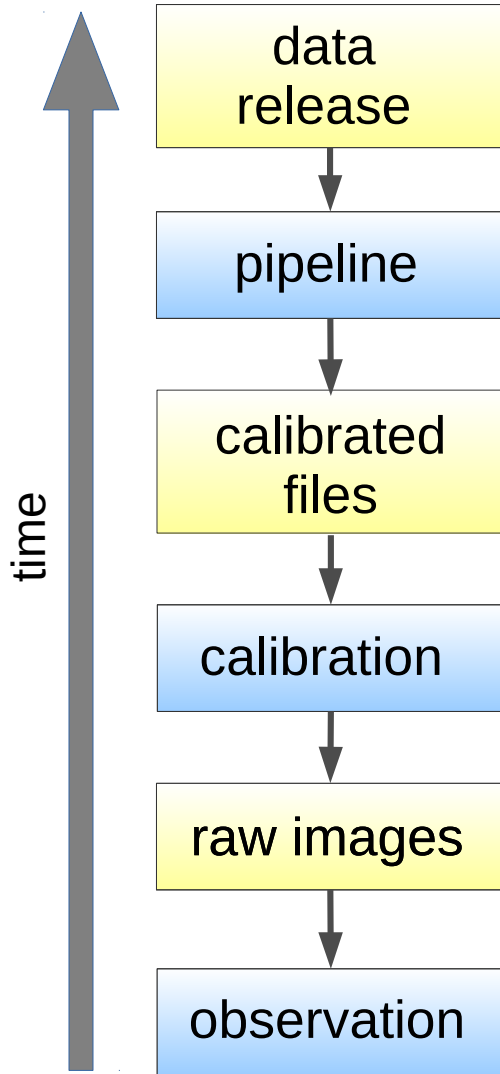 data
release
pipeline
calibrated
files
time
calibration
raw images
observation